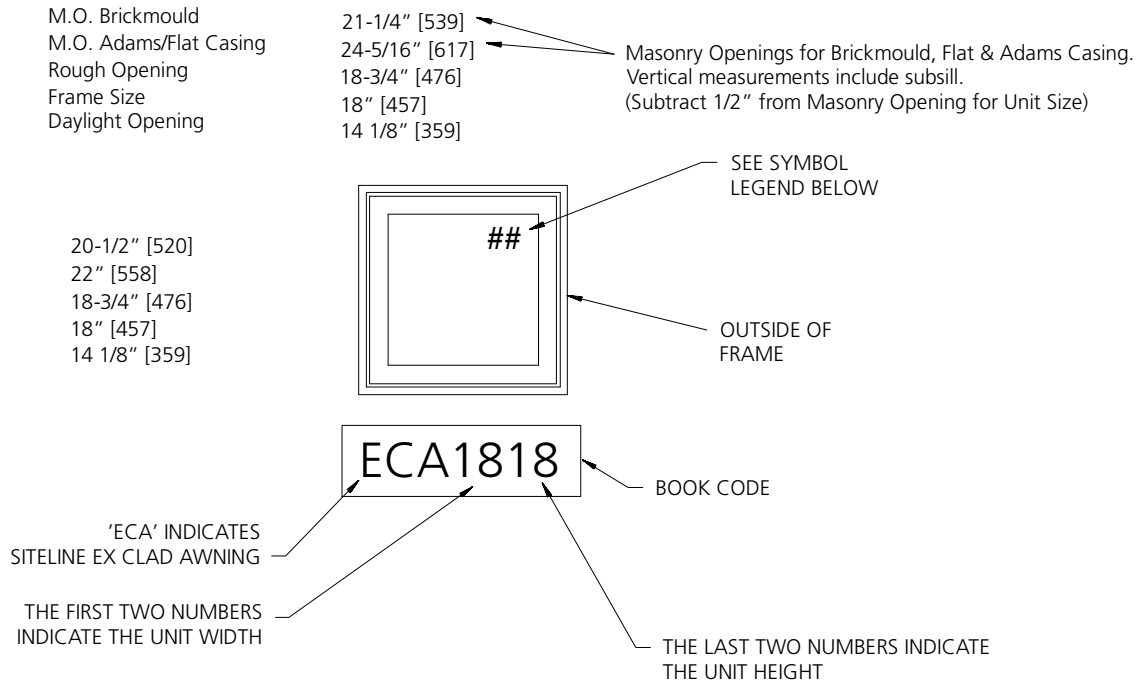 M.O. Brickmould
M.O. Adams/Flat Casing
Rough Opening
Frame Size
Daylight Opening
21-1/4” [539]
24-5/16” [617]
18-3/4” [476]
18” [457]
14 1/8” [359]
Masonry Openings for Brickmould, Flat & Adams Casing.
Vertical measurements include subsill.
(Subtract 1/2” from Masonry Opening for Unit Size)
SEE SYMBOL
LEGEND BELOW
##
20-1/2” [520]
22” [558]
18-3/4” [476]
18” [457]
14 1/8” [359]
OUTSIDE OF
FRAME
ECA1818
BOOK CODE
’ECA’ INDICATES
SITELINE EX CLAD AWNING
THE FIRST TWO NUMBERS
INDICATE THE UNIT WIDTH
THE LAST TWO NUMBERS INDICATE
THE UNIT HEIGHT